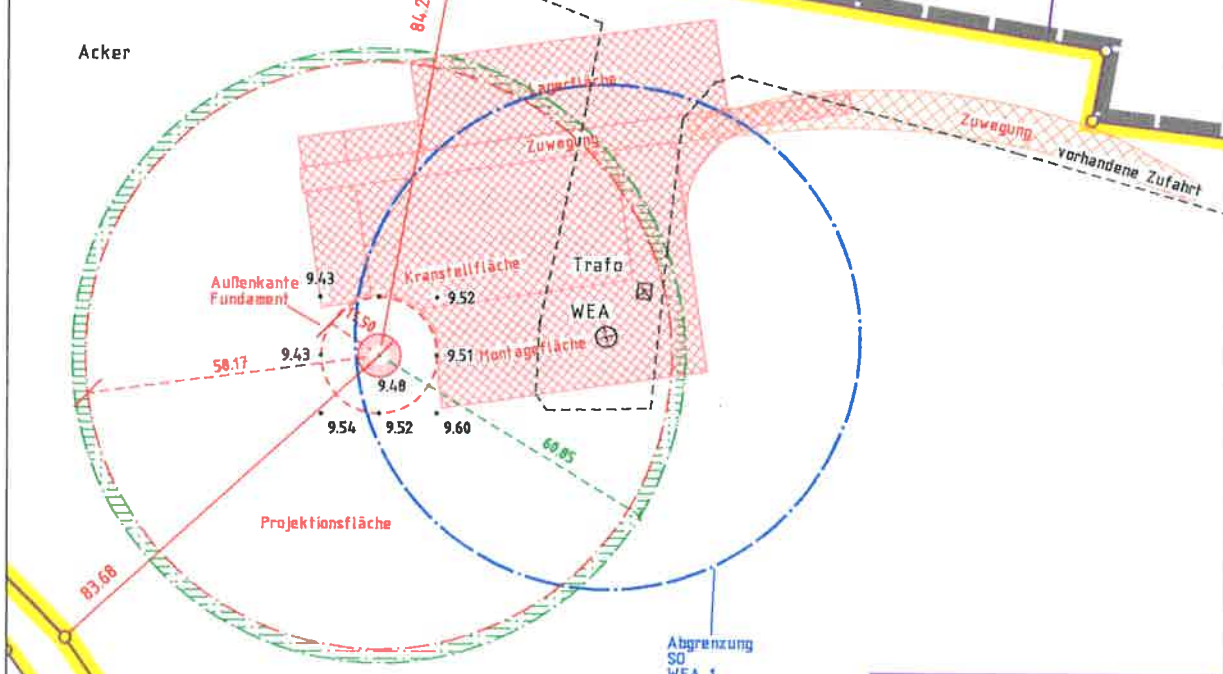 84.2
Acker
Lagerfläche
Zuwegung
Zuwegung
vorhandene Zufahrt
Außenkante
Fundament
9.43
Kranstellfläche
9.52
Trafo
WEA
9.43
9.51
Montagefläche
58.17
9.48
9.54
9.52
9.60
60.85
Projektionsfläche
83.68
Abgrenzung
SO
WEA 1